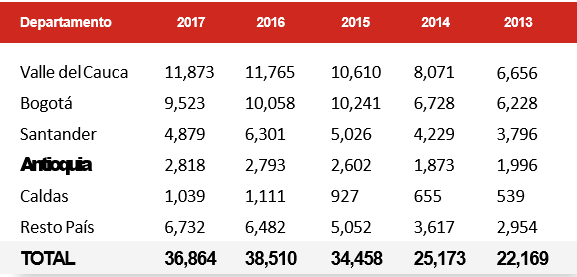 Departamento 2017 2016 2015 2014 2013
Valle del Cauca 11,873 11,765 10,610 8,071 6,656
Bogotá 9,523 10,058 10,241 6,728 6,228
Santander 4,879 6,301 5,026 4,229 3,796
Antioquia 2,818 2,793 2,602 1,873 1,996
Caldas 1,039 1,111 927 655 539
Resto País 6,732 6,482 5,052 3,617 2,954
TOTAL 36,864 38,510 34,458 25,173 22,169